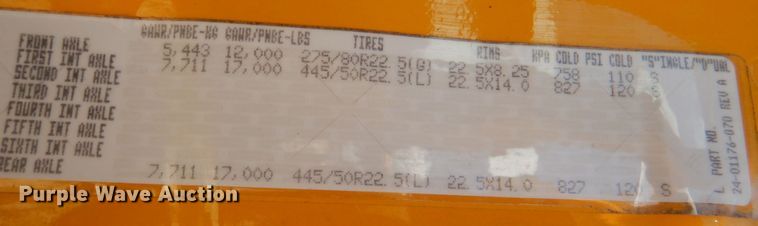 GAWR/PNBE-KG GAWR/PNBE-LBS TIRES RIMS KPA COLD PSI COLD "S"INGLE/"D"UAL
FRONT AXLE 5,443 12,000 275/80R22.5(G) 22.5X8.25 758 110 S
FIRST INT AXLE 7,711 17,000 445/50R22.5(L) 22.5X14.0 827 120 S
SECOND INT AXLE
THIRD INT AXLE
FOURTH INT AXLE
FIFTH INT AXLE
SIXTH INT AXLE
REAR AXLE 7,711 17,000 445/50R22.5(L) 22.5X14.0 827 120 S
L PART NO.
24-01176-070 REV A
Purple Wave Auction